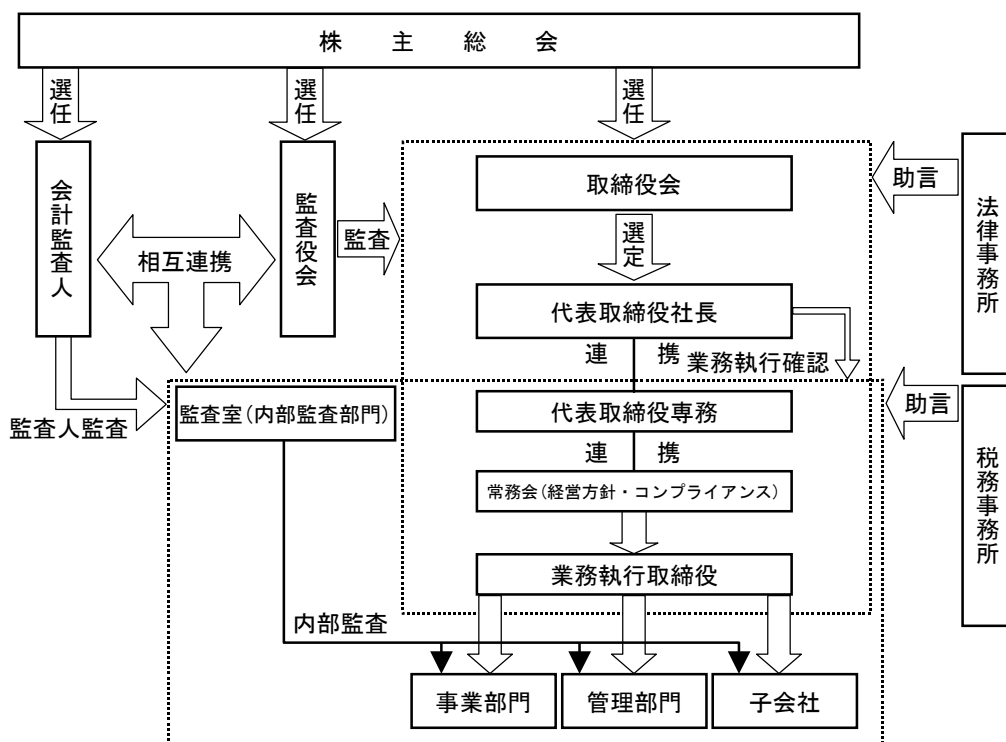 株主総会
選任
選任
選任
会計監査人
相互連携
監査役会
監査
取締役会
助言
法律事務所
選定
代表取締役社長
連携
業務執行確認
監査人監査
監査室（内部監査部門）
代表取締役専務
助言
税務事務所
連携
常務会（経営方針・コンプライアンス）
業務執行取締役
内部監査
事業部門
管理部門
子会社